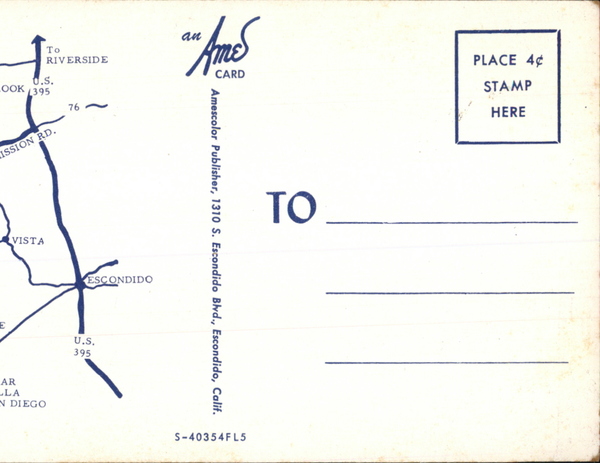 To
RIVERSIDE
OOK
U.S.
395
76
ISSION RD.
VISTA
ESCONDIDO
E
U.S.
395
AR
LLA
N DIEGO
an Ames
CARD
Amescolor Publisher, 1310 S. Escondido Blvd., Escondido, Calif.
S-40354FL5
PLACE 4¢
STAMP
HERE
TO